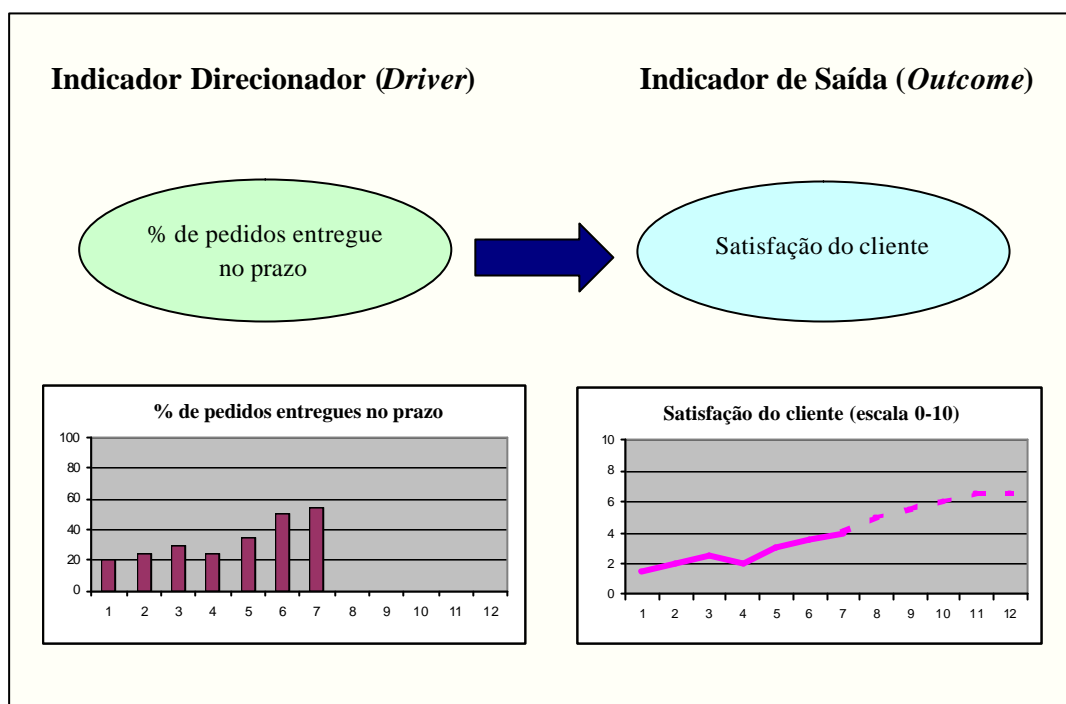 Indicador Direcionador (Driver)
Indicador de Saída (Outcome)
% de pedidos entregue
no prazo
Satisfação do cliente
% de pedidos entregues no prazo
100
80
60
40
20
0
1 2 3 4 5 6 7 8 9 10 11 12
Satisfação do cliente (escala 0-10)
10
8
6
4
2
0
1 2 3 4 5 6 7 8 9 10 11 12